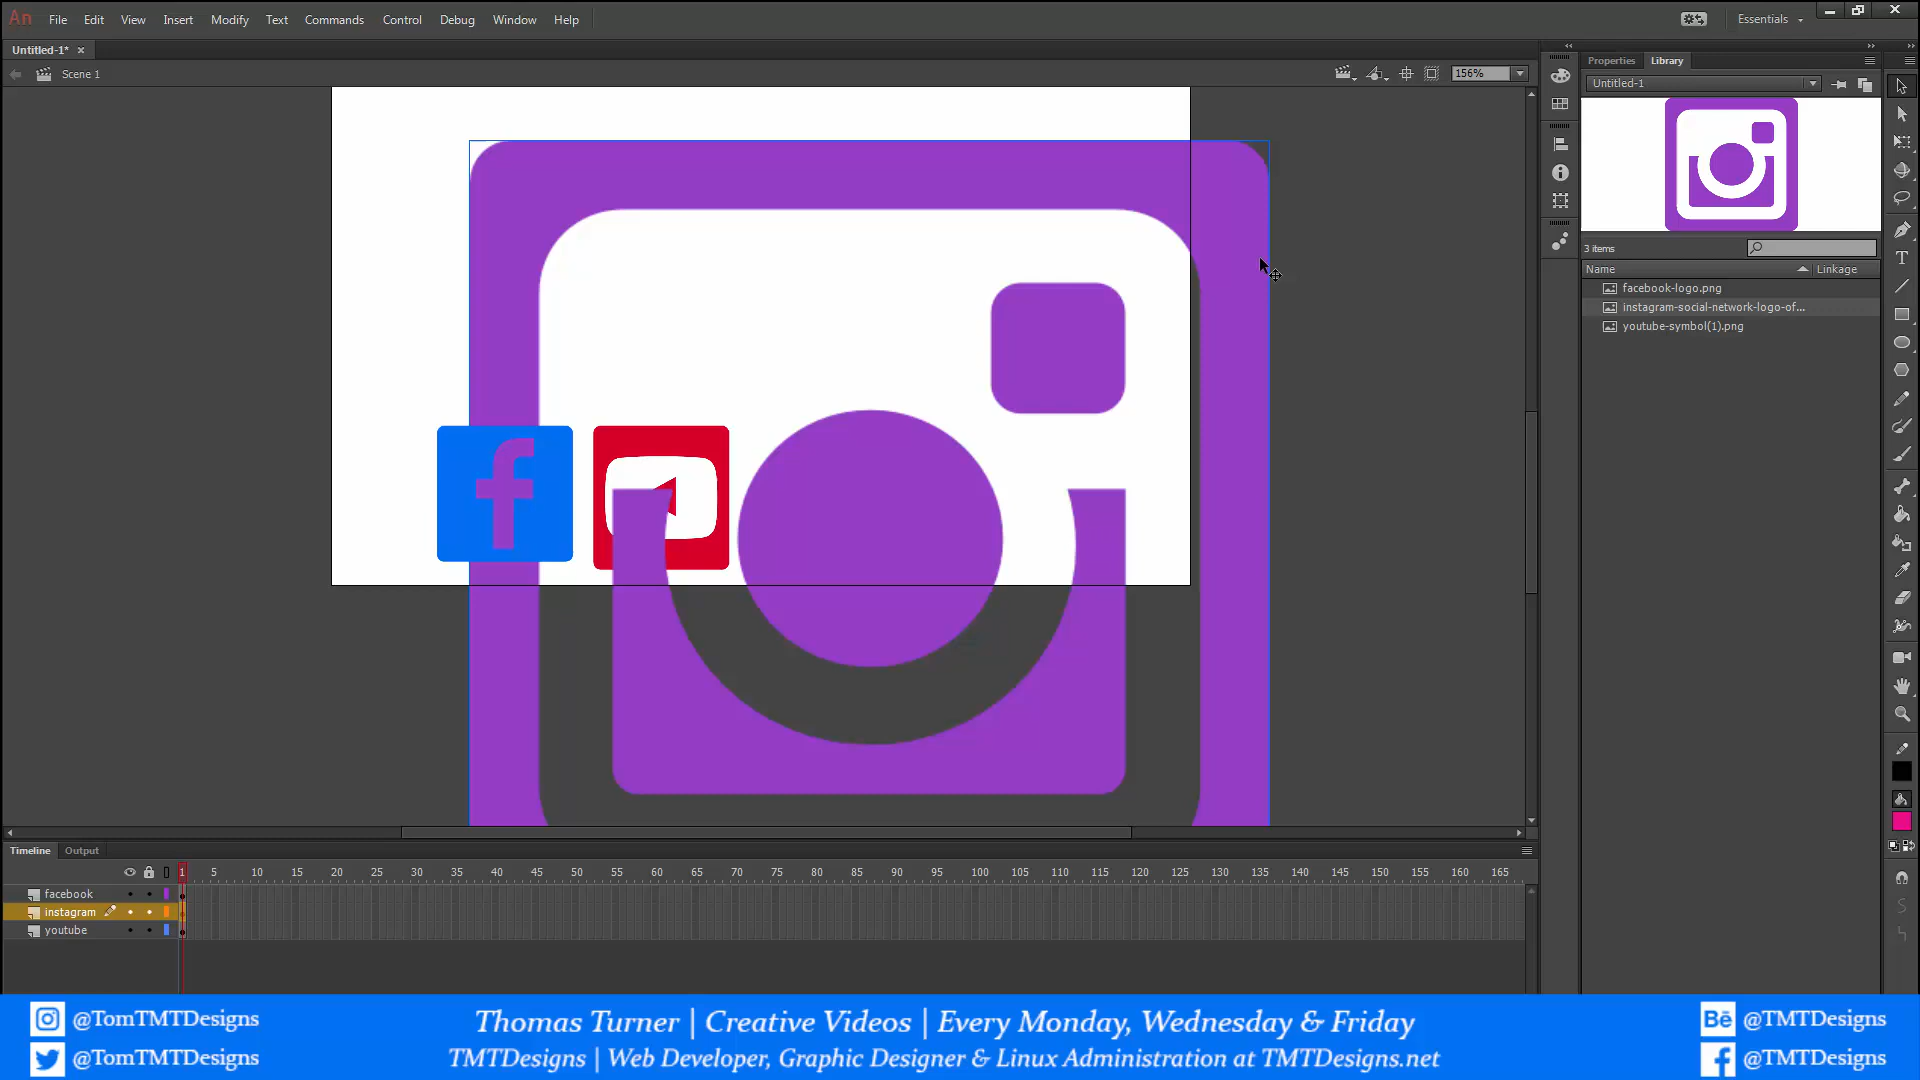 An File Edit View Insert Modify Text Commands Control Debug Window Help Essentials
Untitled-1* ×
Scene 1 156%
Properties Library
Untitled-1
3 items
Name Linkage
facebook-logo.png
instagram-social-network-logo-of...
youtube-symbol(1).png
T
f
Timeline Output
1 5 10 15 20 25 30 35 40 45 50 55 60 65 70 75 80 85 90 95 100 105 110 115 120 125 130 135 140 145 150 155 160 165
facebook
instagram
youtube
@TomTMTDesigns
@TomTMTDesigns
Thomas Turner | Creative Videos | Every Monday, Wednesday & Friday
TMTDesigns | Web Developer, Graphic Designer & Linux Administration at TMTDesigns.net
Bē @TMTDesigns
f @TMTDesigns